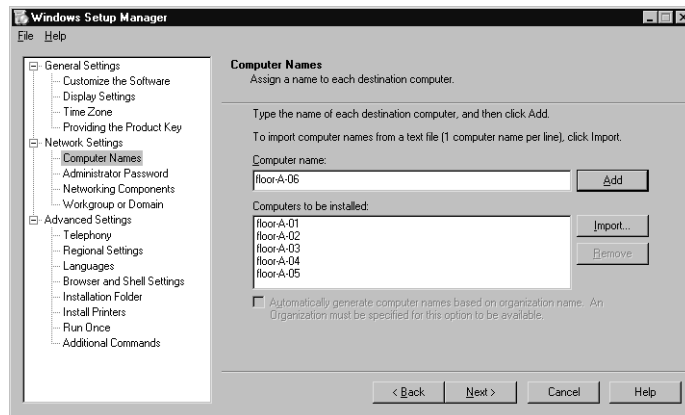 Windows Setup Manager
File Help
General Settings
Customize the Software
Display Settings
Time Zone
Providing the Product Key
Network Settings
Computer Names
Administrator Password
Networking Components
Workgroup or Domain
Advanced Settings
Telephony
Regional Settings
Languages
Browser and Shell Settings
Installation Folder
Install Printers
Run Once
Additional Commands
Computer Names
Assign a name to each destination computer.
Type the name of each destination computer, and then click Add.
To import computer names from a text file (1 computer name per line), click Import.
Computer name:
floor-A-06
Add
Computers to be installed:
floor-A-01
floor-A-02
floor-A-03
floor-A-04
floor-A-05
Import...
Remove
Automatically generate computer names based on organization name. An
Organization must be specified for this option to be available.
< Back Next > Cancel Help